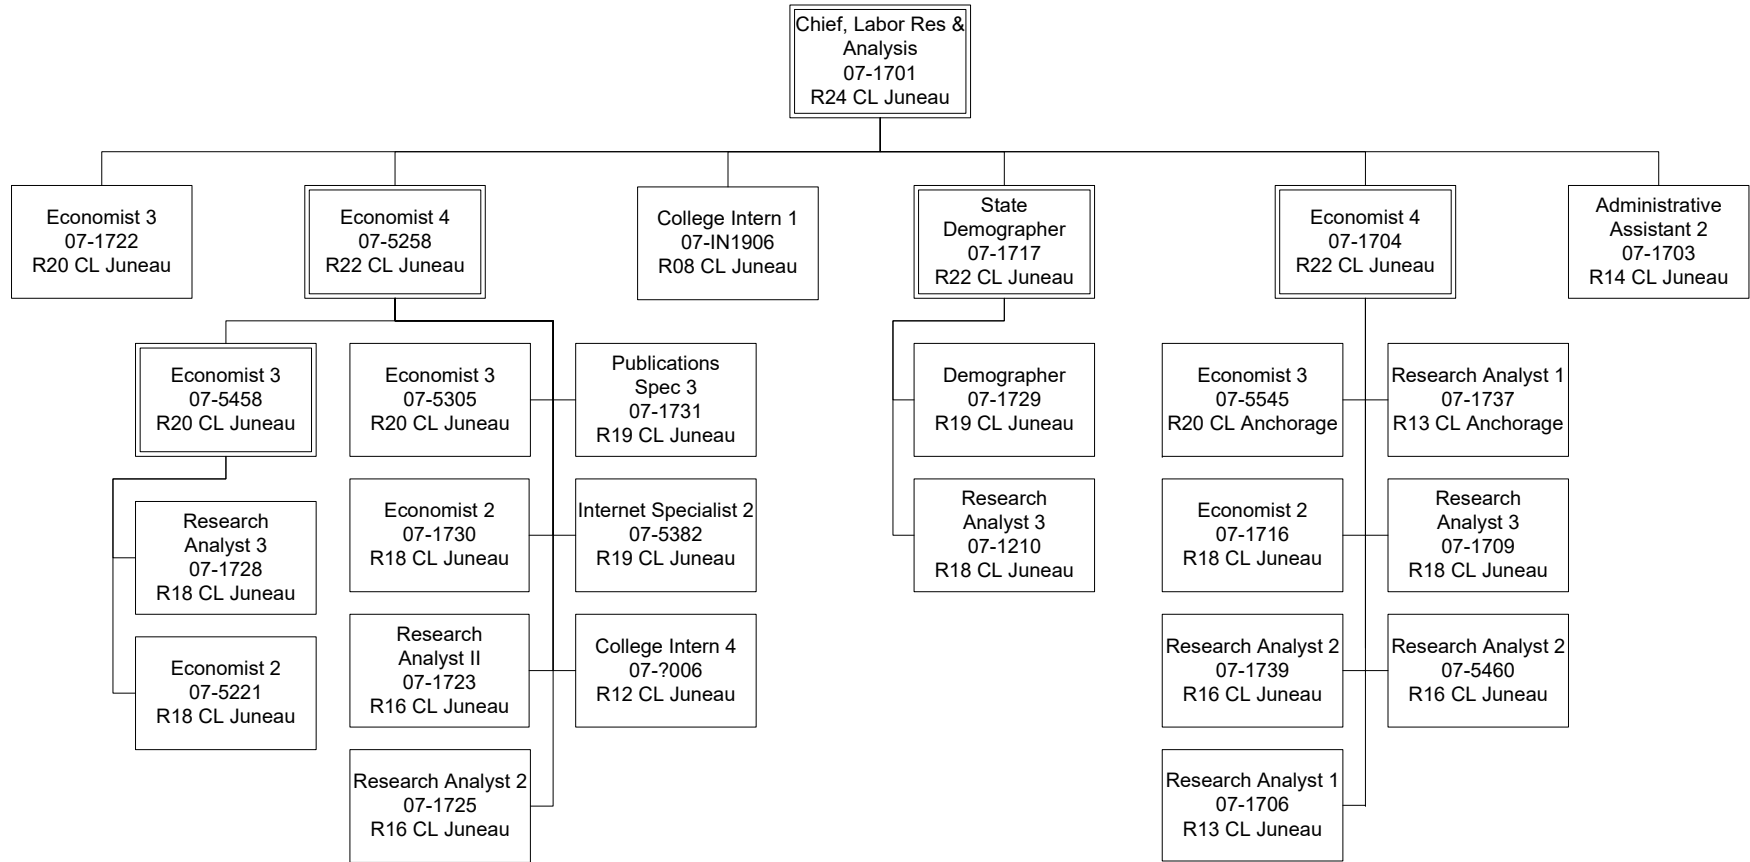 Chief, Labor Res &
Analysis
07-1701
R24 CL Juneau
Economist 3
07-1722
R20 CL Juneau
Economist 4
07-5258
R22 CL Juneau
College Intern 1
07-IN1906
R08 CL Juneau
State
Demographer
07-1717
R22 CL Juneau
Economist 4
07-1704
R22 CL Juneau
Administrative
Assistant 2
07-1703
R14 CL Juneau
Economist 3
07-5458
R20 CL Juneau
Economist 3
07-5305
R20 CL Juneau
Publications
Spec 3
07-1731
R19 CL Juneau
Demographer
07-1729
R19 CL Juneau
Economist 3
07-5545
R20 CL Anchorage
Research Analyst 1
07-1737
R13 CL Anchorage
Research
Analyst 3
07-1728
R18 CL Juneau
Economist 2
07-1730
R18 CL Juneau
Internet Specialist 2
07-5382
R19 CL Juneau
Research
Analyst 3
07-1210
R18 CL Juneau
Economist 2
07-1716
R18 CL Juneau
Research
Analyst 3
07-1709
R18 CL Juneau
Economist 2
07-5221
R18 CL Juneau
Research
Analyst II
07-1723
R16 CL Juneau
College Intern 4
07-?006
R12 CL Juneau
Research Analyst 2
07-1739
R16 CL Juneau
Research Analyst 2
07-5460
R16 CL Juneau
Research Analyst 2
07-1725
R16 CL Juneau
Research Analyst 1
07-1706
R13 CL Juneau